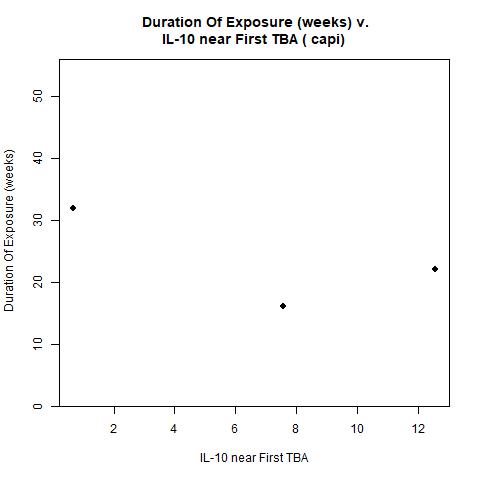 Duration Of Exposure (weeks) v.
IL-10 near First TBA ( capi)
Duration Of Exposure (weeks)
50
40
30
20
10
0
2 4 6 8 10 12
IL-10 near First TBA